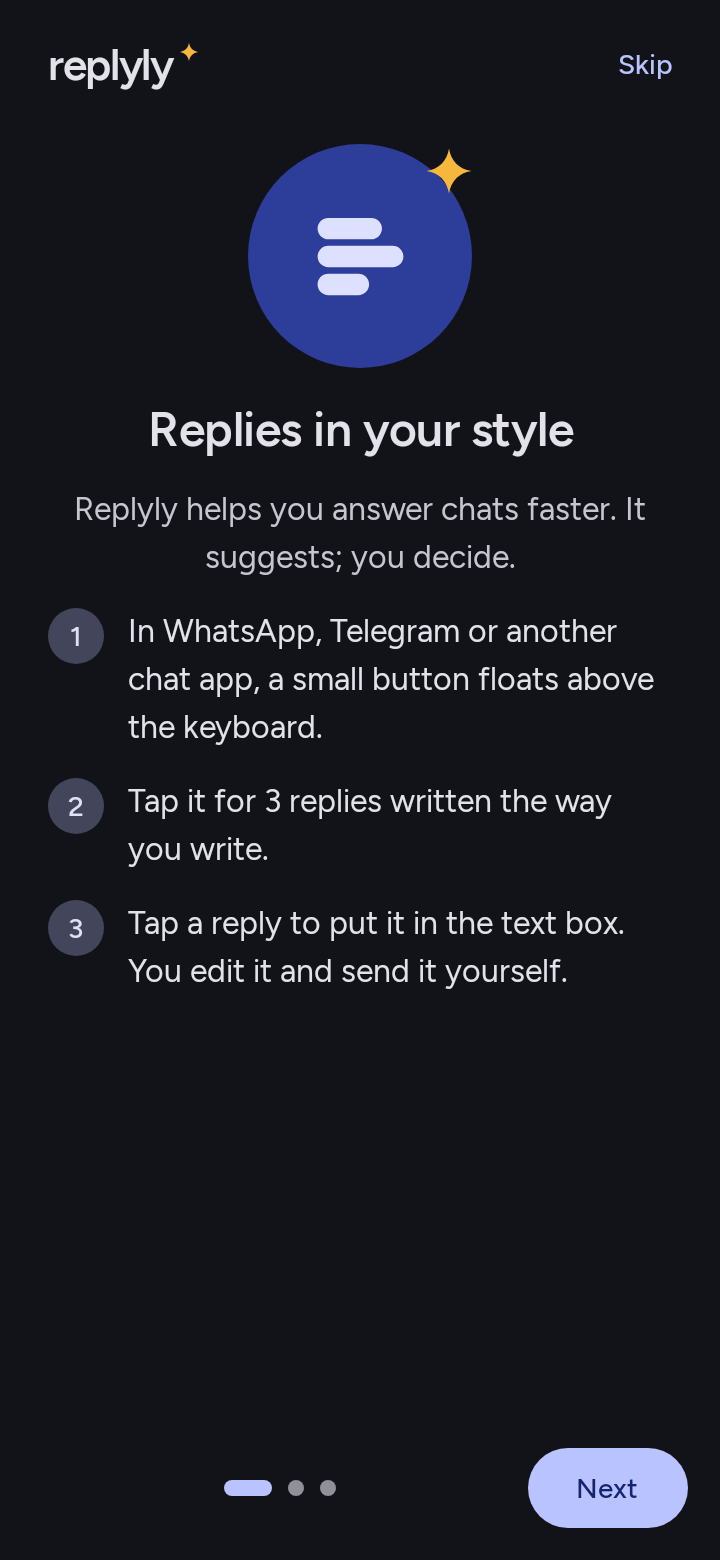 replyly
Skip
Replies in your style
Replyly helps you answer chats faster. It
suggests; you decide.
1
In WhatsApp, Telegram or another
chat app, a small button floats above
the keyboard.
2
Tap it for 3 replies written the way
you write.
3
Tap a reply to put it in the text box.
You edit it and send it yourself.
Next